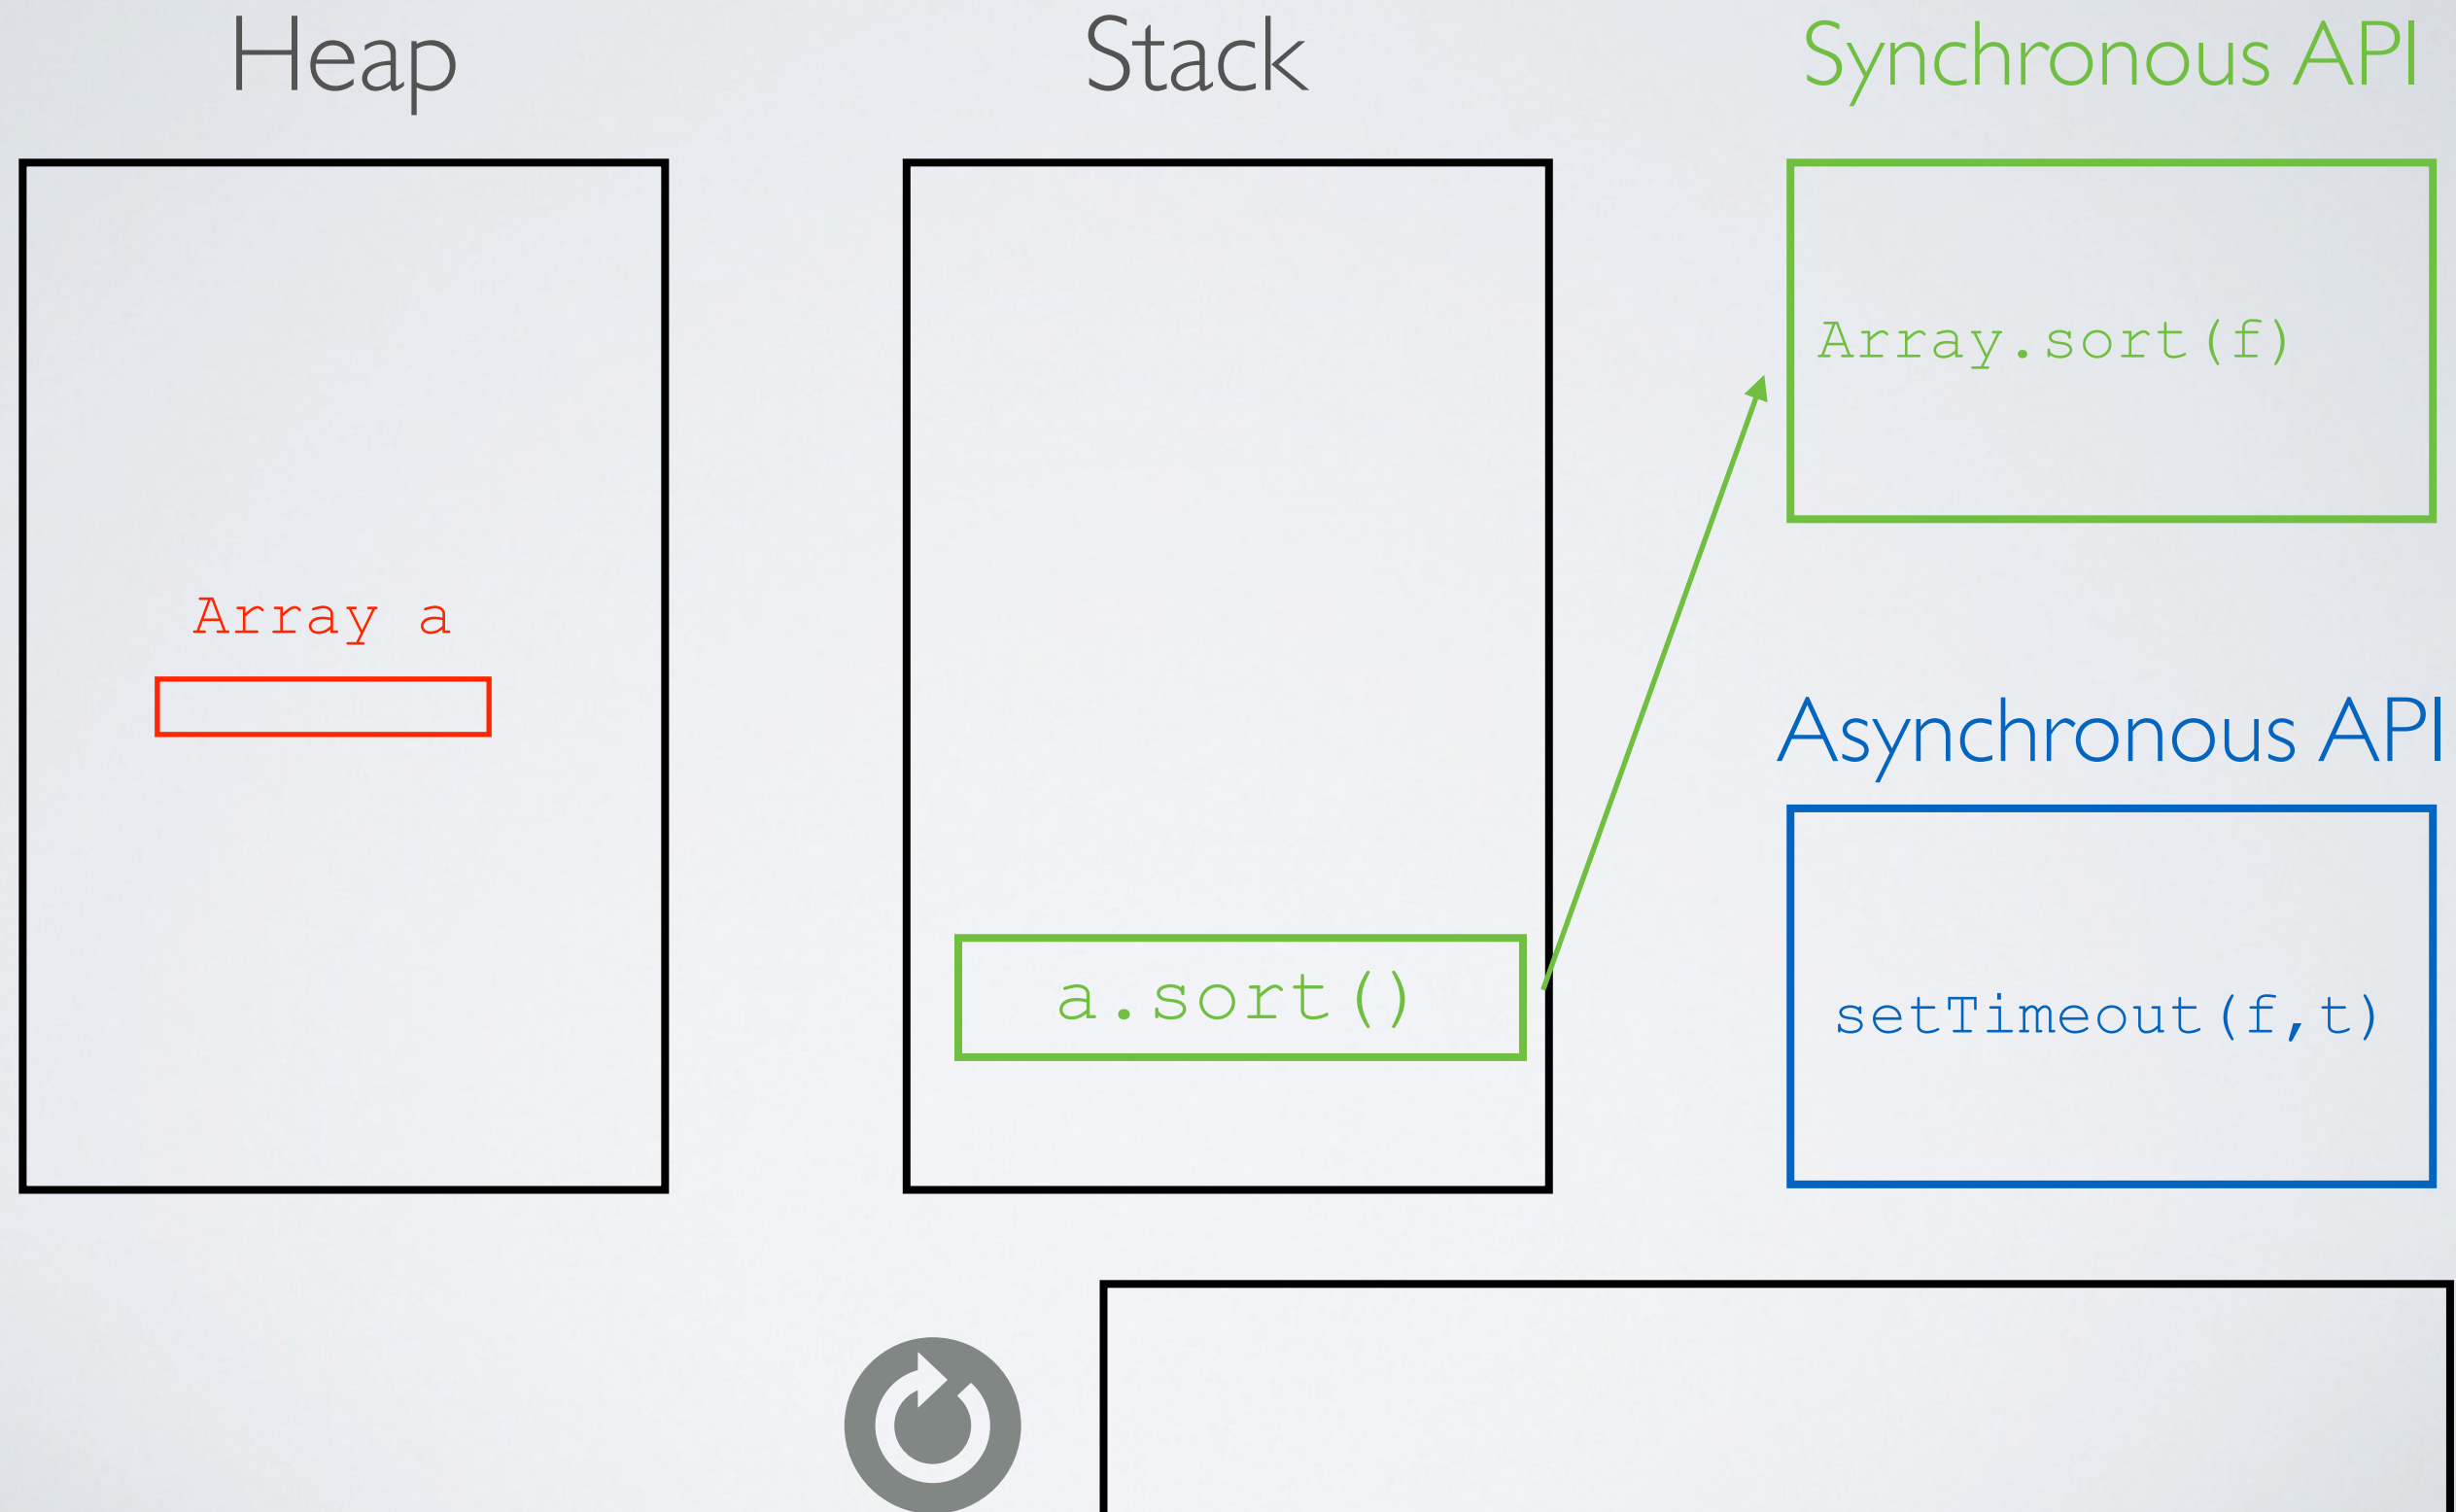 Heap
Stack
Synchronous API
Array.sort(f)
Array a
Asynchronous API
a.sort()
setTimeout(f,t)